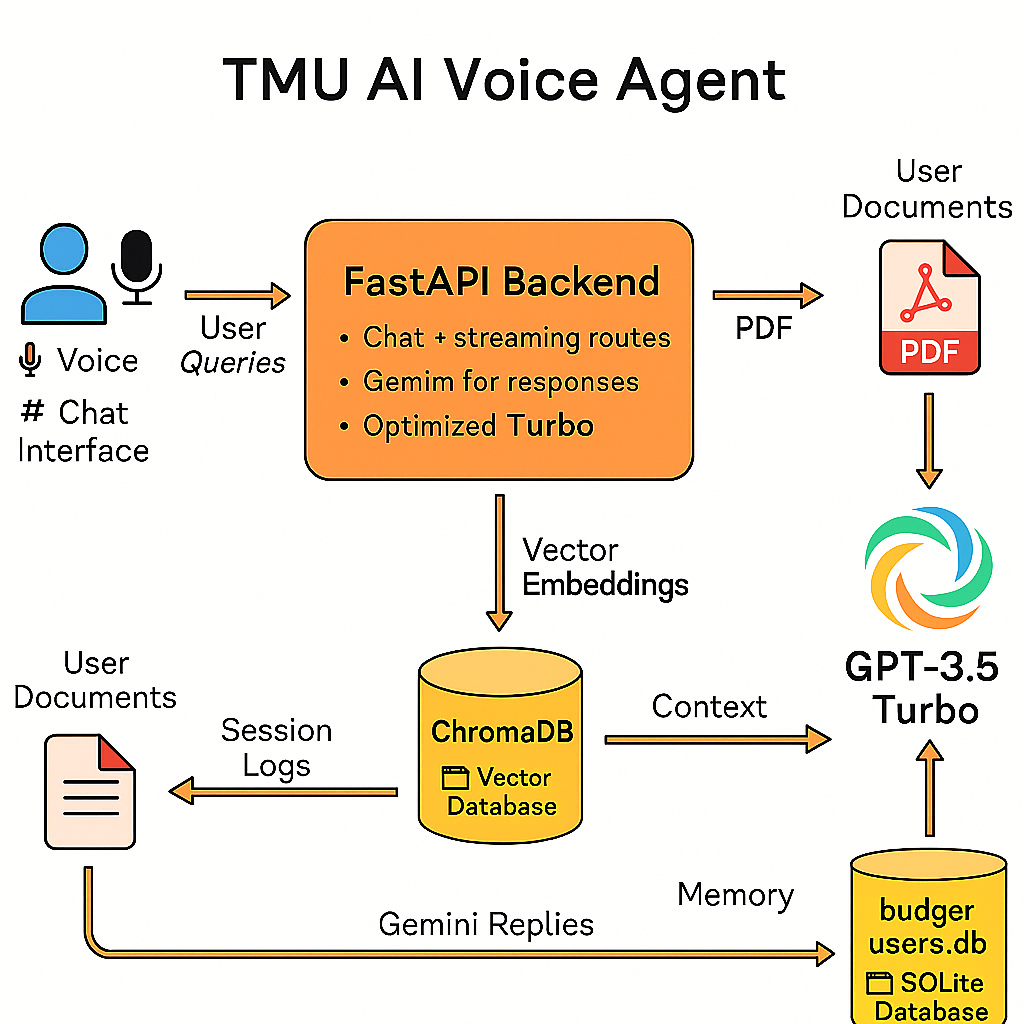 TMU AI Voice Agent
User
Documents
PDF
FastAPI Backend
• Chat + streaming routes
• Gemim for responses
• Optimized Turbo
User
Queries
PDF
Voice
# Chat
Interface
Vector
Embeddings
GPT-3.5
Turbo
User
Documents
Session
Logs
ChromaDB
Vector
Database
Context
Memory
Gemini Replies
budger
users.db
SOLite
Database